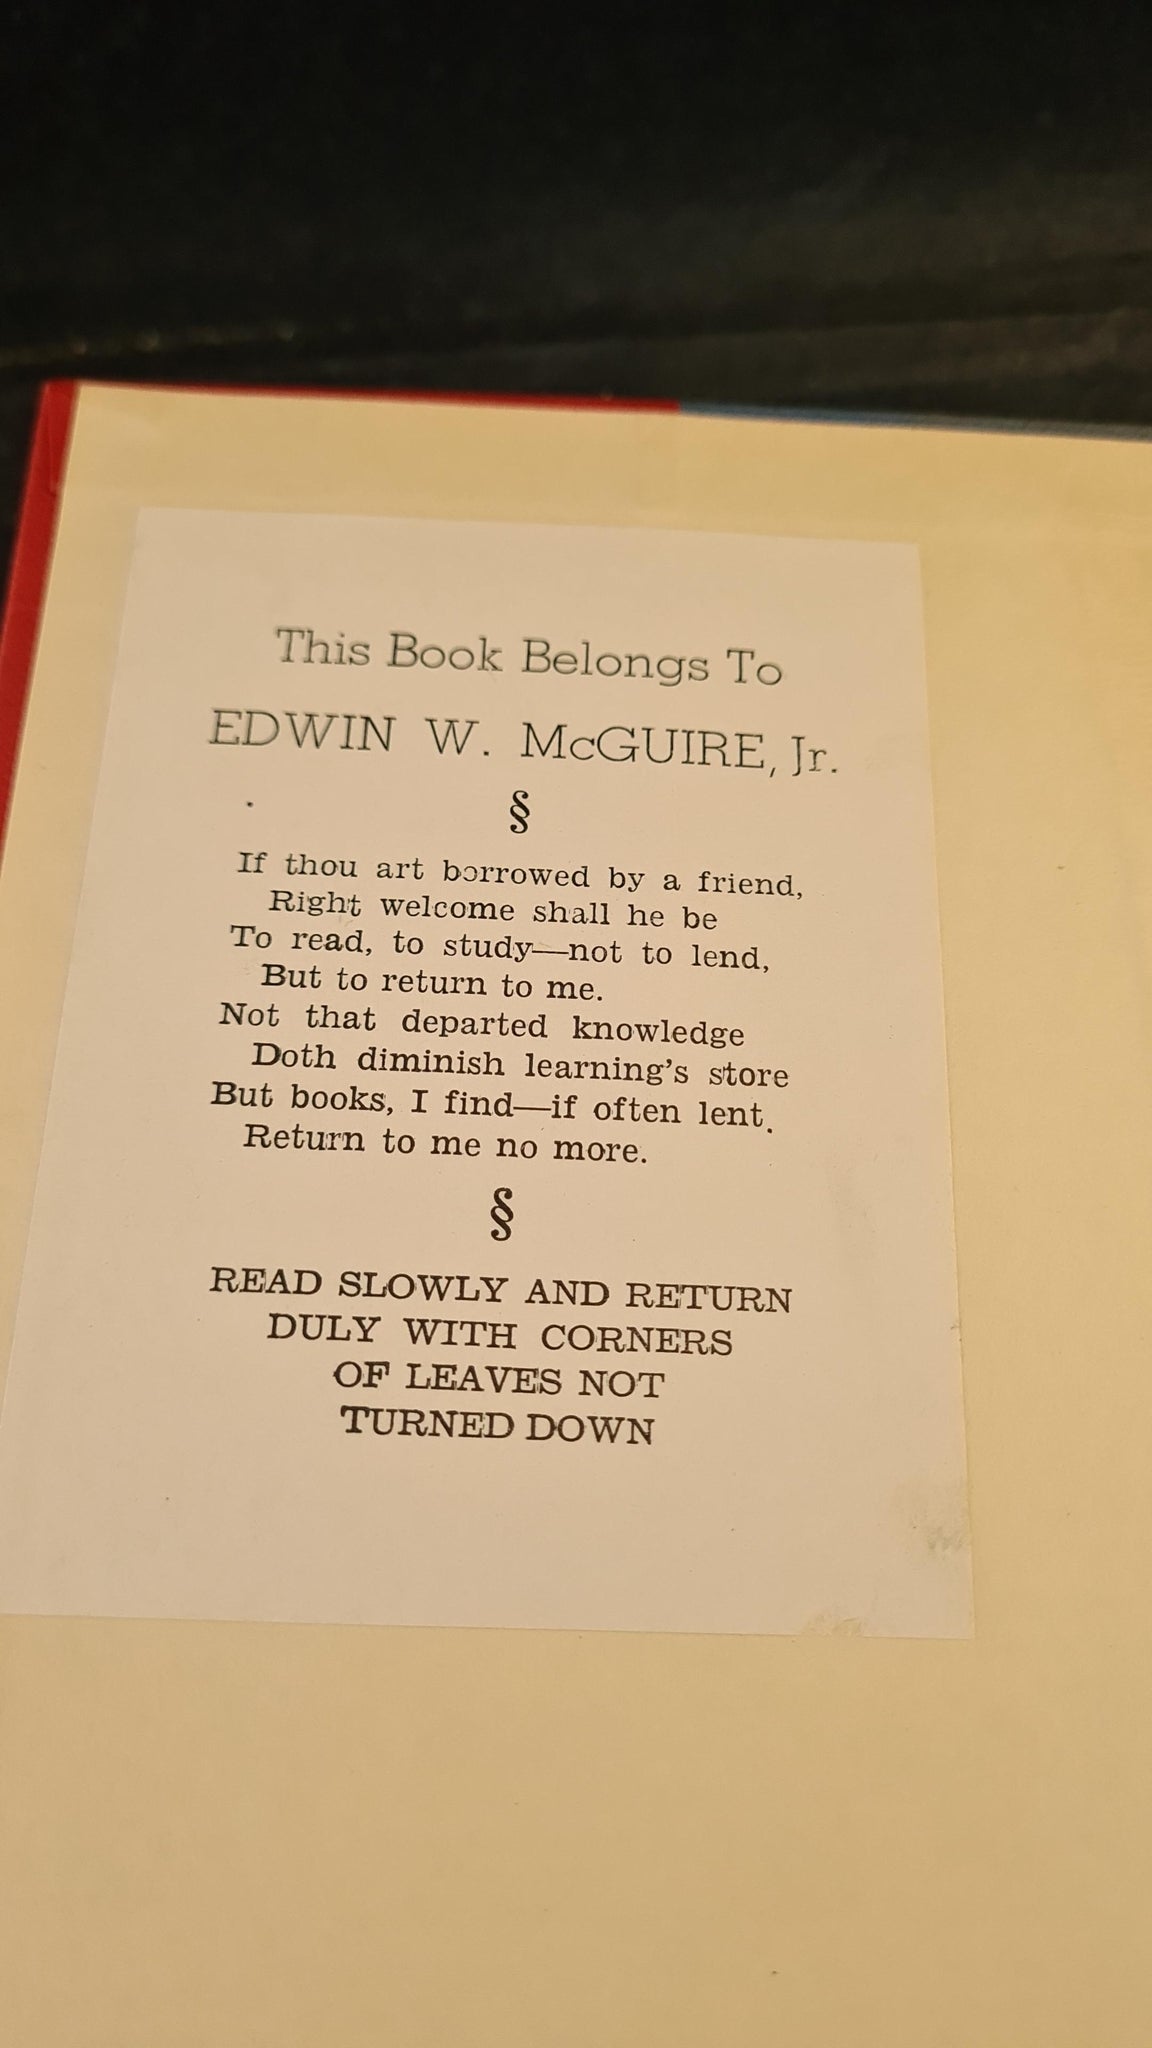 This Book Belongs To
EDWIN W. McGUIRE, Jr.
§
If thou art borrowed by a friend,
Right welcome shall he be
To read, to study—not to lend,
But to return to me.
Not that departed knowledge
Doth diminish learning's store
But books, I find—if often lent.
Return to me no more.
§
READ SLOWLY AND RETURN
DULY WITH CORNERS
OF LEAVES NOT
TURNED DOWN